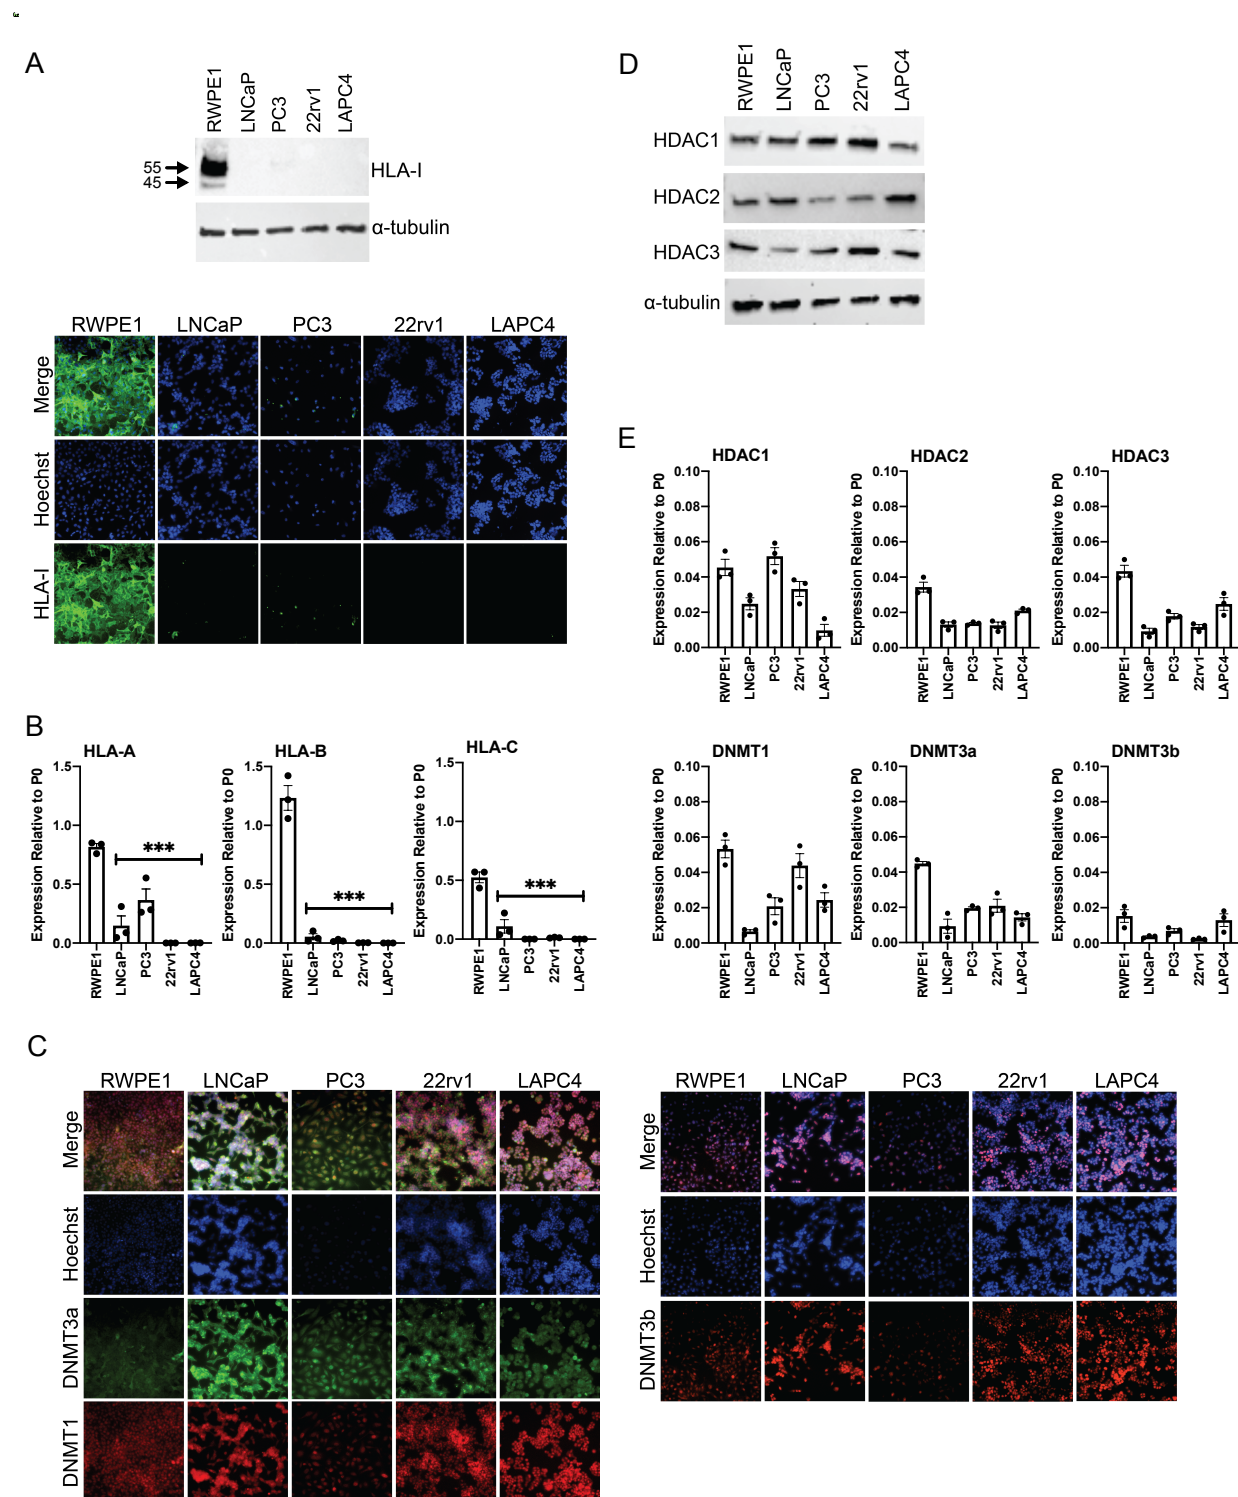 A
RWPE1
LNCaP
PC3
22rv1
LAPC4
55
45
HLA-I
α-tubulin
RWPE1 LNCaP PC3 22rv1 LAPC4
Merge
Hoechst
HLA-I
B
HLA-A
Expression Relative to P0
1.5
1.0
0.5
0.0
***
RWPE1
LNCaP
PC3
22rv1
LAPC4
HLA-B
Expression Relative to P0
1.5
1.0
0.5
0.0
***
RWPE1
LNCaP
PC3
22rv1
LAPC4
HLA-C
Expression Relative to P0
1.5
1.0
0.5
0.0
***
RWPE1
LNCaP
PC3
22rv1
LAPC4
C
RWPE1 LNCaP PC3 22rv1 LAPC4
Merge
Hoechst
DNMT3a
DNMT1
RWPE1 LNCaP PC3 22rv1 LAPC4
Merge
Hoechst
DNMT3b
D
RWPE1
LNCaP
PC3
22rv1
LAPC4
HDAC1
HDAC2
HDAC3
α-tubulin
E
HDAC1
Expression Relative to P0
0.10
0.08
0.06
0.04
0.02
0.00
RWPE1
LNCaP
PC3
22rv1
LAPC4
HDAC2
Expression Relative to P0
0.10
0.08
0.06
0.04
0.02
0.00
RWPE1
LNCaP
PC3
22rv1
LAPC4
HDAC3
Expression Relative to P0
0.10
0.08
0.06
0.04
0.02
0.00
RWPE1
LNCaP
PC3
22rv1
LAPC4
DNMT1
Expression Relative to P0
0.10
0.08
0.06
0.04
0.02
0.00
RWPE1
LNCaP
PC3
22rv1
LAPC4
DNMT3a
Expression Relative to P0
0.10
0.08
0.06
0.04
0.02
0.00
RWPE1
LNCaP
PC3
22rv1
LAPC4
DNMT3b
Expression Relative to P0
0.10
0.08
0.06
0.04
0.02
0.00
RWPE1
LNCaP
PC3
22rv1
LAPC4